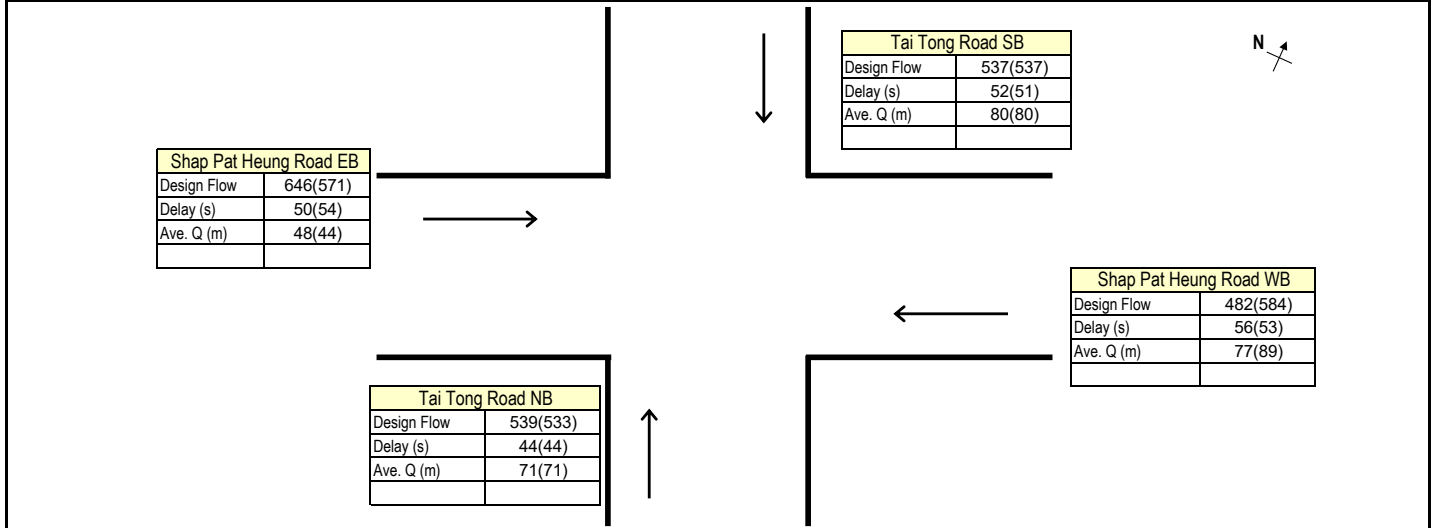 Tai Tong Road SB
Design Flow 537(537)
Delay (s) 52(51)
Ave. Q (m) 80(80)
N
Shap Pat Heung Road EB
Design Flow 646(571)
Delay (s) 50(54)
Ave. Q (m) 48(44)
Shap Pat Heung Road WB
Design Flow 482(584)
Delay (s) 56(53)
Ave. Q (m) 77(89)
Tai Tong Road NB
Design Flow 539(533)
Delay (s) 44(44)
Ave. Q (m) 71(71)